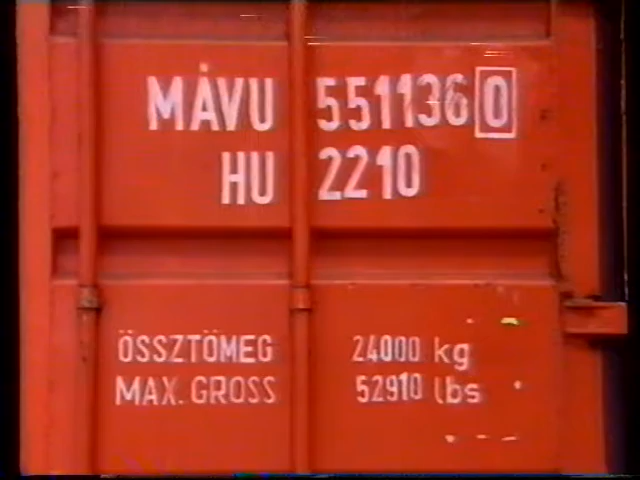 MÁVU 551136 0
HU 2210
ÖSSZTÖMEG 24000 kg
MAX. GROSS 52910 lbs